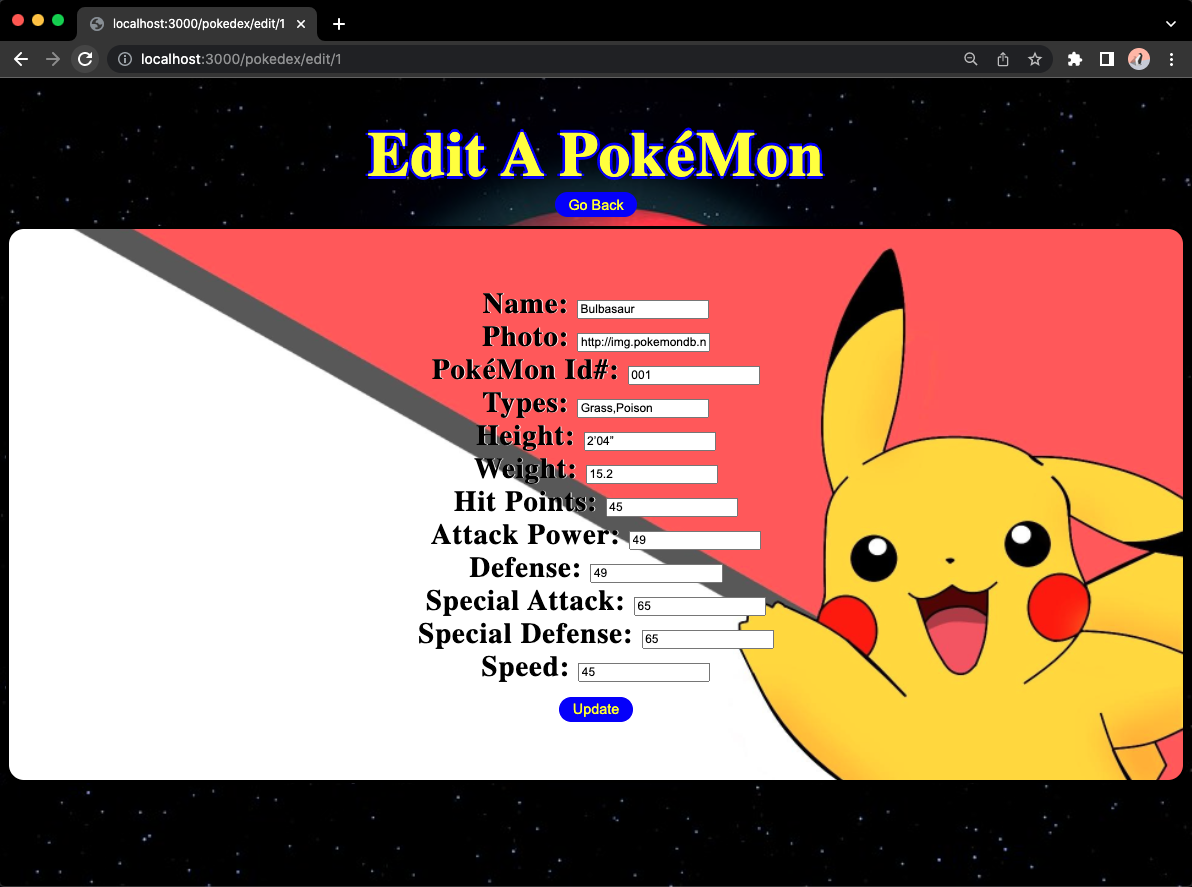 localhost:3000/pokedex/edit/1
localhost:3000/pokedex/edit/1
Edit A PokéMon
Go Back
Name: Bulbasaur
Photo: http://img.pokemondb.n
PokéMon Id#: 001
Types: Grass,Poison
Height: 2'04"
Weight: 15.2
Hit Points: 45
Attack Power: 49
Defense: 49
Special Attack: 65
Special Defense: 65
Speed: 45
Update